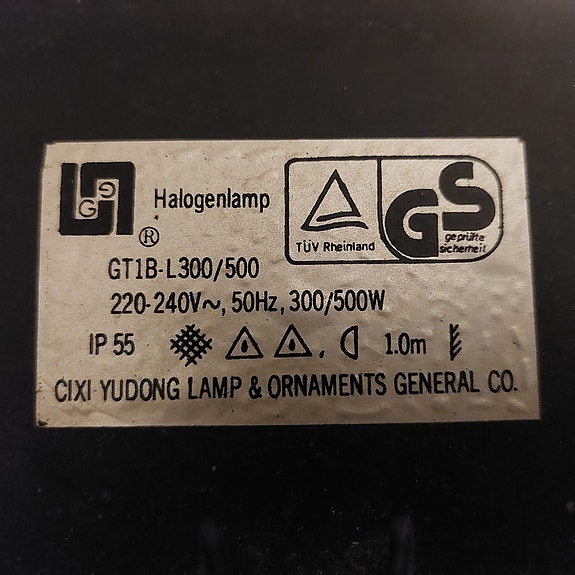 GG
Halogenlamp
®
TÜV Rheinland
GS
geprüfte
sicherheit
GT1B-L300/500
220-240V~, 50Hz, 300/500W
IP 55
1.0m
CIXI YUDONG LAMP & ORNAMENTS GENERAL CO.